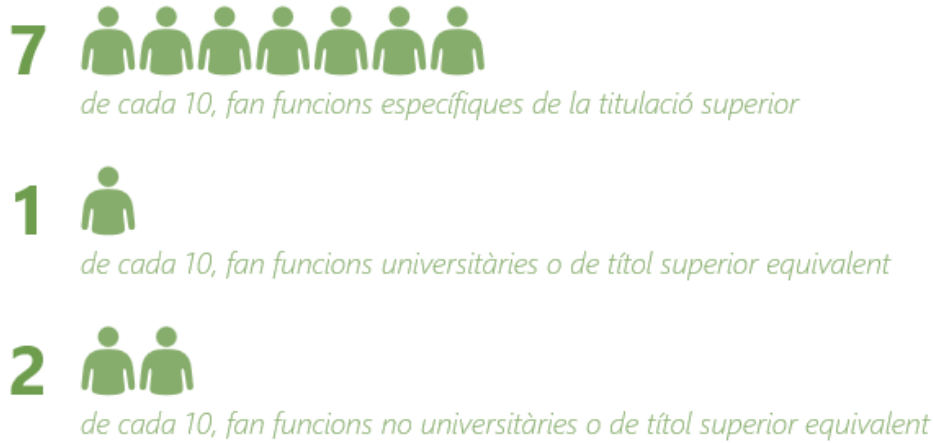 7
de cada 10, fan funcions específiques de la titulació superior
1
de cada 10, fan funcions universitàries o de títol superior equivalent
2
de cada 10, fan funcions no universitàries o de títol superior equivalent